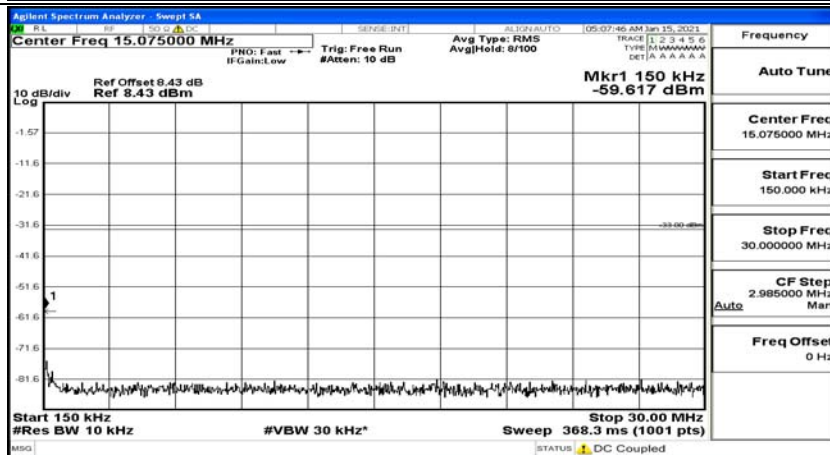 Agilent Spectrum Analyzer - Swept SA
RL RF 50 Ω DC SENSE:INT ALIGN AUTO 05:07:46 AM Jan 15, 2021
Center Freq 15.075000 MHz
PNO: Fast
IFGain:Low
Trig: Free Run
#Atten: 10 dB
Avg Type: RMS
Avg|Hold: 8/100
TRACE 1 2 3 4 5 6
TYPE M W W W W W
DET A A A A A A
Ref Offset 8.43 dB
Ref 8.43 dBm
10 dB/div
Log
Mkr1 150 kHz
-59.617 dBm
-1.57
-11.6
-21.6
-31.6
-33.00 dBm
-41.6
-51.6
1
-61.6
-71.6
-81.6
Start 150 kHz
Stop 30.00 MHz
#Res BW 10 kHz
#VBW 30 kHz*
Sweep 368.3 ms (1001 pts)
MSG
STATUS DC Coupled
Frequency
Auto Tune
Center Freq
15.075000 MHz
Start Freq
150.000 kHz
Stop Freq
30.000000 MHz
CF Step
2.985000 MHz
Auto Man
Freq Offset
0 Hz